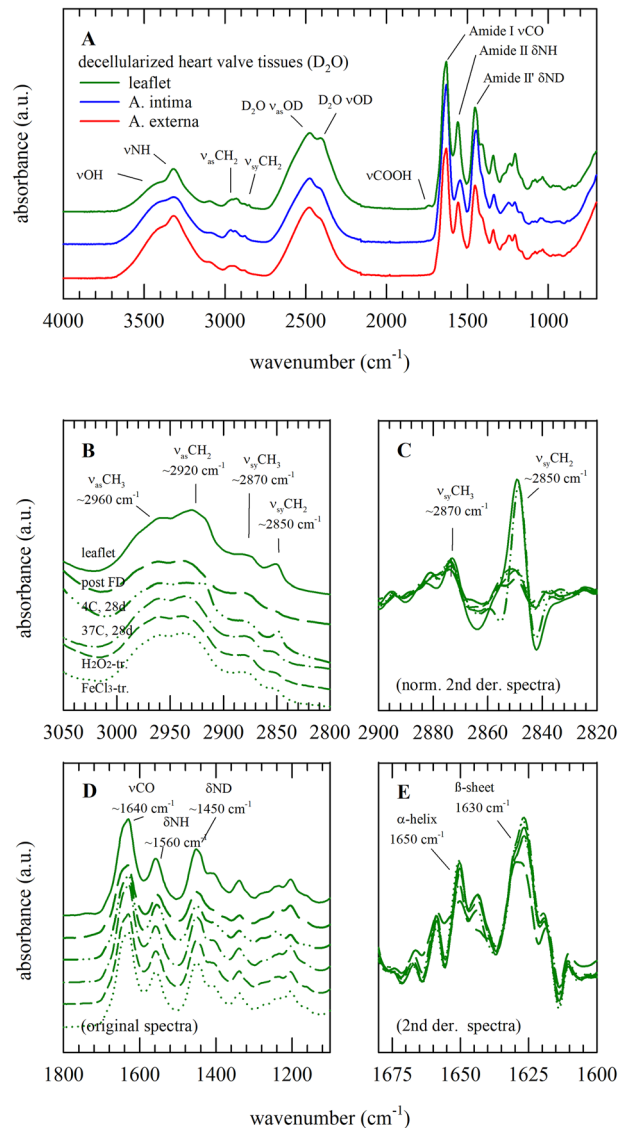 A
decellularized heart valve tissues (D₂O)
leaflet
A. intima
A. externa
Amide I νCO
Amide II δNH
Amide II' δND
D₂O νasOD
D₂O νOD
νOH
νNH
νasCH₂
νsyCH₂
νCOOH
absorbance (a.u.)
4000 3500 3000 2500 2000 1500 1000
wavenumber (cm⁻¹)
B
νasCH₃
~2960 cm⁻¹
νasCH₂
~2920 cm⁻¹
νsyCH₃
~2870 cm⁻¹
νsyCH₂
~2850 cm⁻¹
leaflet
post FD
4C, 28d
37C, 28d
H₂O₂-tr.
FeCl₃-tr.
absorbance (a.u.)
3050 3000 2950 2900 2850 2800
C
νsyCH₃
~2870 cm⁻¹
νsyCH₂
~2850 cm⁻¹
(norm. 2nd der. spectra)
2900 2880 2860 2840 2820
D
νCO
~1640 cm⁻¹
δNH
~1560 cm⁻¹
δND
~1450 cm⁻¹
(original spectra)
absorbance (a.u.)
1800 1600 1400 1200
wavenumber (cm⁻¹)
E
α-helix
1650 cm⁻¹
ß-sheet
1630 cm⁻¹
(2nd der. spectra)
1675 1650 1625 1600
wavenumber (cm⁻¹)